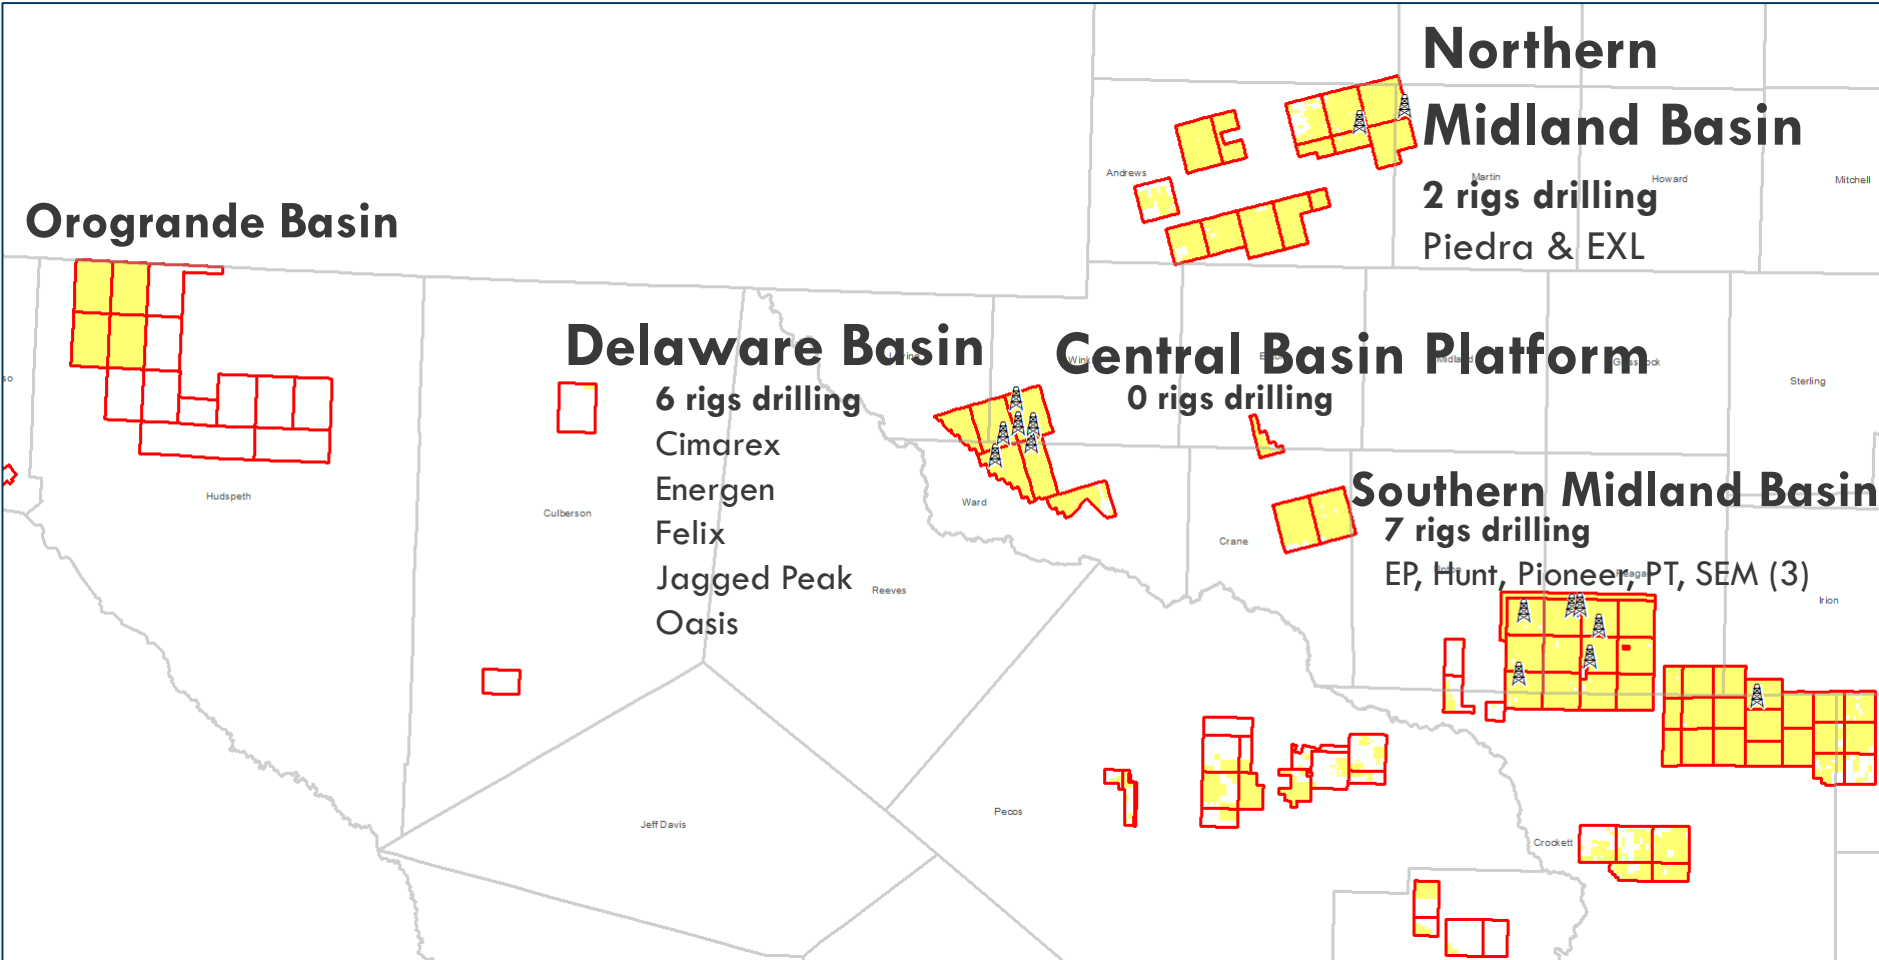 Northern
Midland Basin
2 rigs drilling
Piedra & EXL
Andrews
Martin
Howard
Mitchell
Orogrande Basin
Delaware Basin
6 rigs drilling
Cimarex
Energen
Felix
Jagged Peak
Oasis
Central Basin Platform
0 rigs drilling
Midland
Sterling
Southern Midland Basin
7 rigs drilling
EP, Hunt, Pioneer, PT, SEM (3)
Hudspeth
Culberson
Reeves
Ward
Crane
Irion
Jeff Davis
Pecos
Crockett